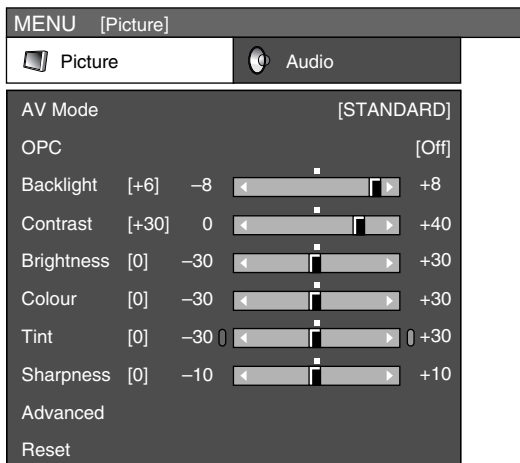 MENU [Picture]
Picture Audio
AV Mode [STANDARD]
OPC [Off]
Backlight [+6] –8 +8
Contrast [+30] 0 +40
Brightness [0] –30 +30
Colour [0] –30 +30
Tint [0] –30 +30
Sharpness [0] –10 +10
Advanced
Reset